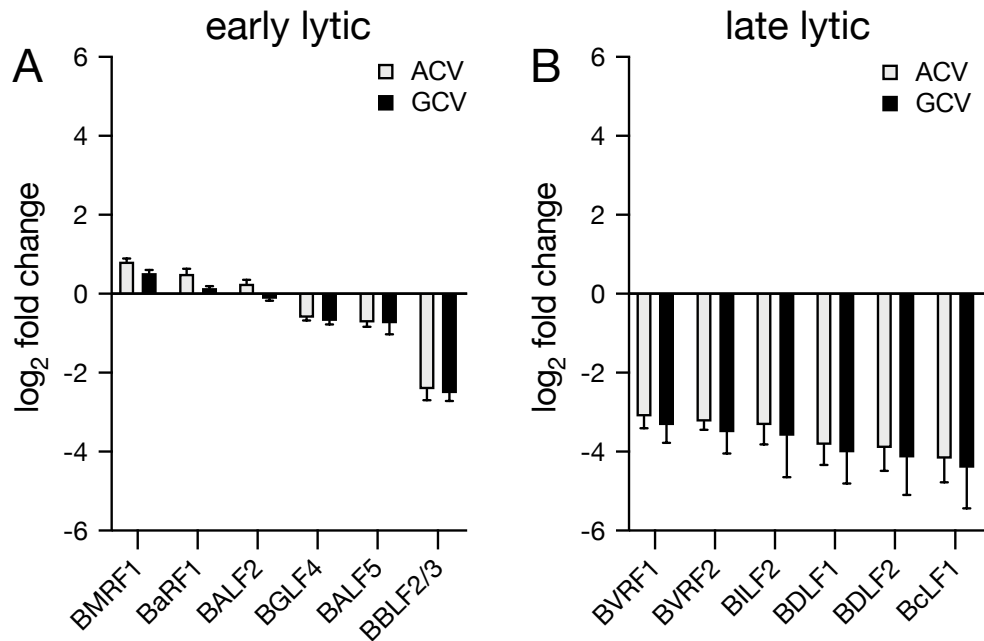 early lytic
A
ACV
GCV
log2 fold change
6
4
2
0
-2
-4
-6
BMRF1
BaRF1
BALF2
BGLF4
BALF5
BBLF2/3
late lytic
B
ACV
GCV
log2 fold change
6
4
2
0
-2
-4
-6
BVRF1
BVRF2
BILF2
BDLF1
BDLF2
BcLF1